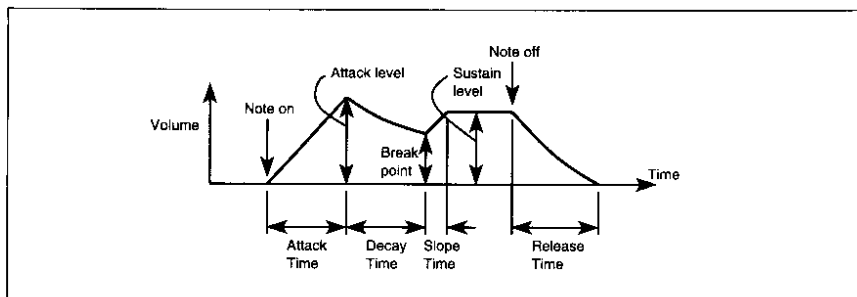 Note off
Attack level
Sustain
level
Note on
Volume
Break
point
Time
Attack
Time
Decay
Time
Slope
Time
Release
Time